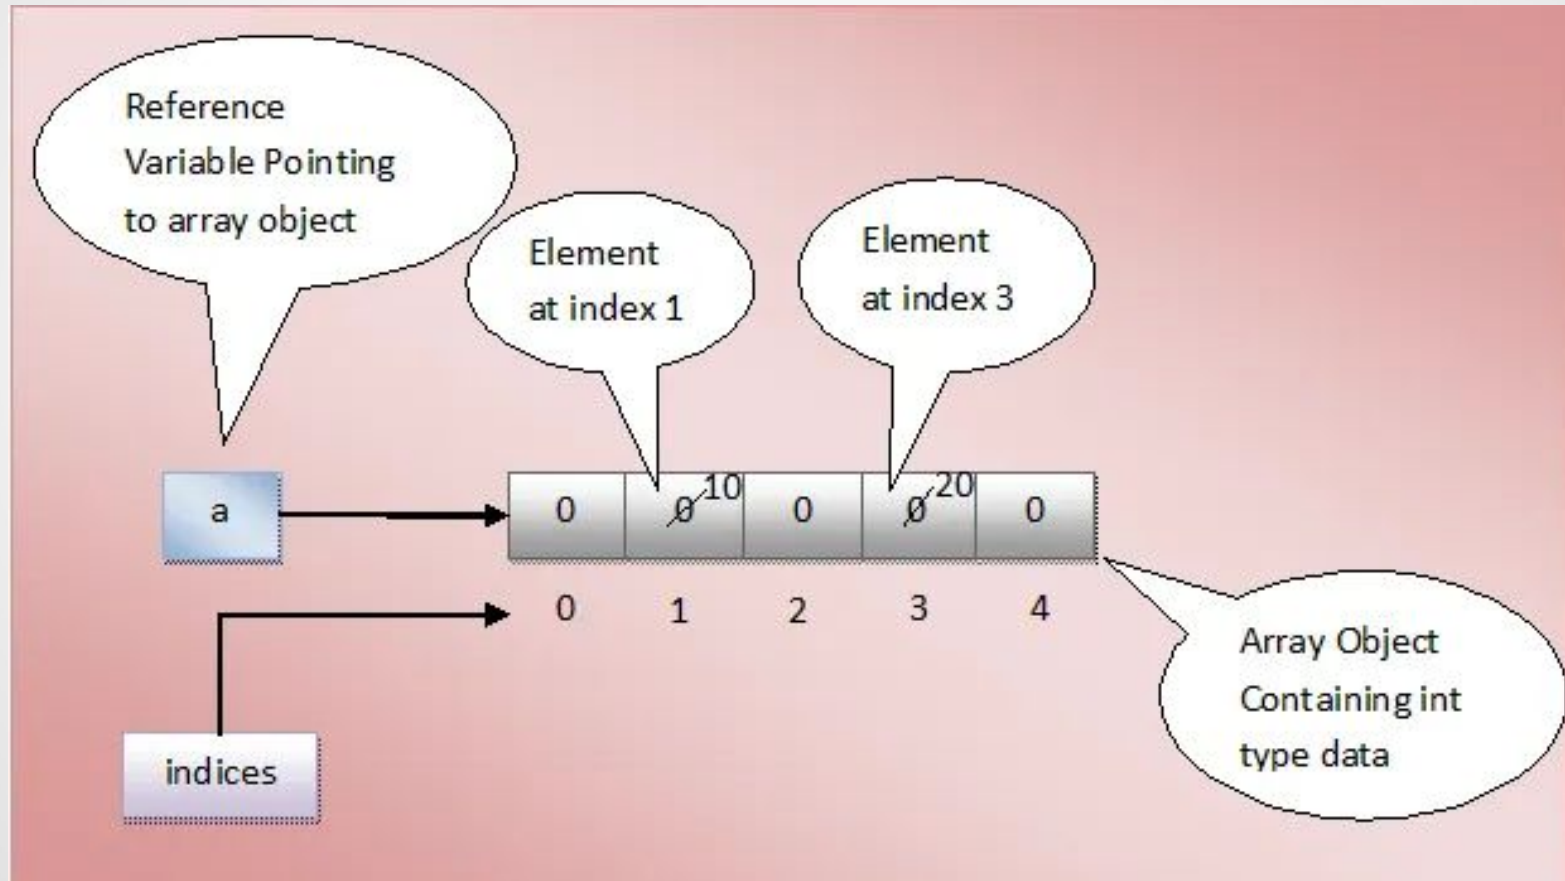 Reference
Variable Pointing
to array object
Element
at index 1
Element
at index 3
a
0 0 10 0 0 20 0
0 1 2 3 4
Array Object
Containing int
type data
indices